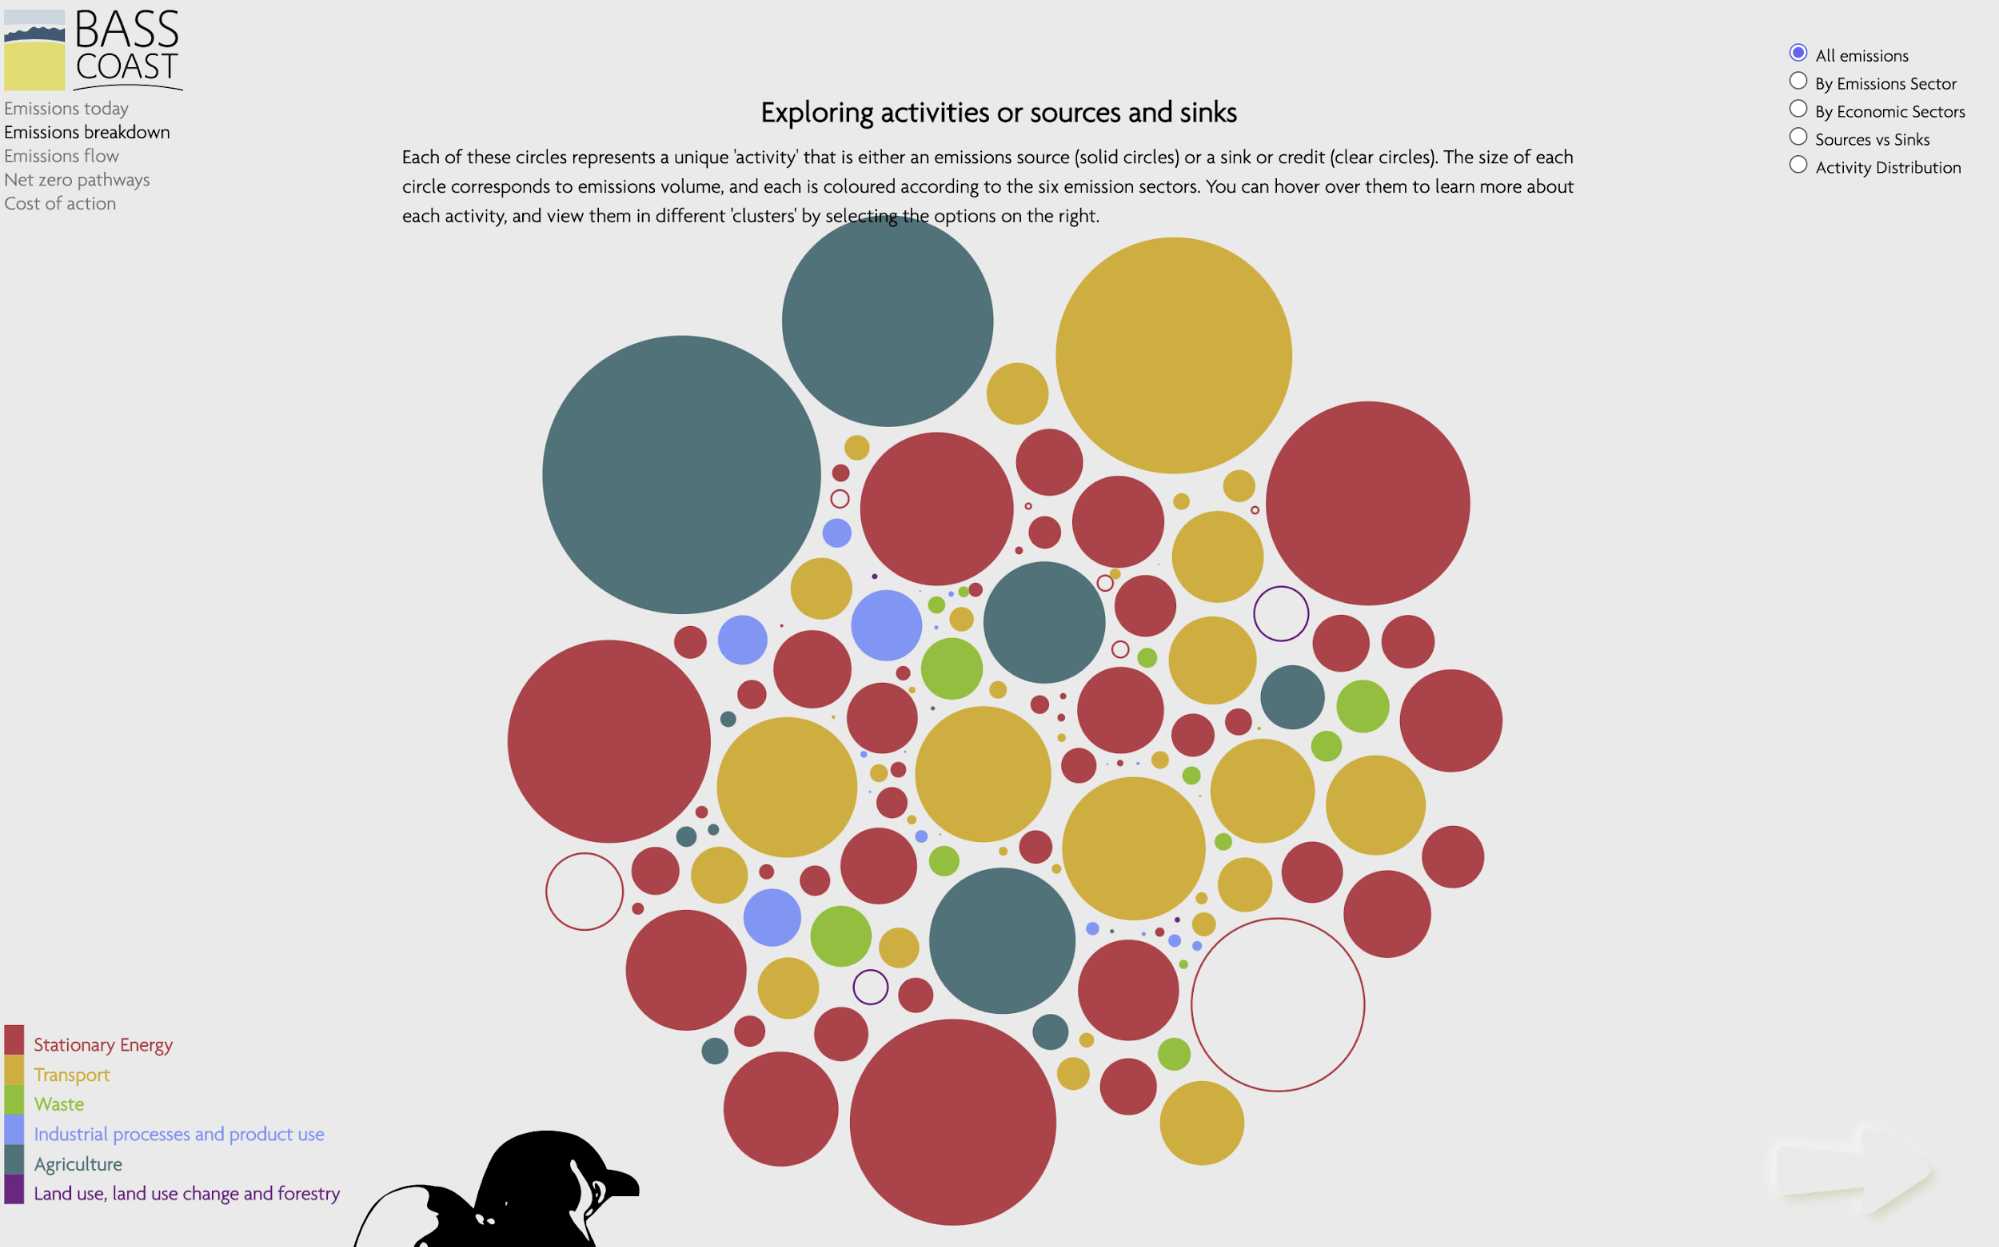 BASS
COAST
Emissions today
Emissions breakdown
Emissions flow
Net zero pathways
Cost of action
Exploring activities or sources and sinks
Each of these circles represents a unique 'activity' that is either an emissions source (solid circles) or a sink or credit (clear circles). The size of each
circle corresponds to emissions volume, and each is coloured according to the six emission sectors. You can hover over them to learn more about
each activity, and view them in different 'clusters' by selecting the options on the right.
All emissions
By Emissions Sector
By Economic Sectors
Sources vs Sinks
Activity Distribution
Stationary Energy
Transport
Waste
Industrial processes and product use
Agriculture
Land use, land use change and forestry